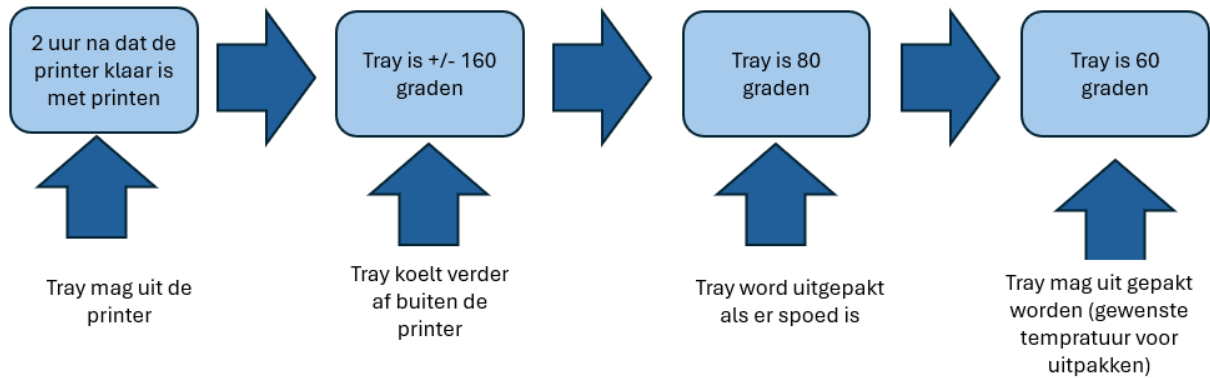 2 uur na dat de
printer klaar is
met printen
Tray is +/- 160
graden
Tray is 80
graden
Tray is 60
graden
Tray mag uit de
printer
Tray koelt verder
af buiten de
printer
Tray word uitgepakt
als er spoed is
Tray mag uit gepakt
worden (gewenste
tempratuur voor
uitpakken)